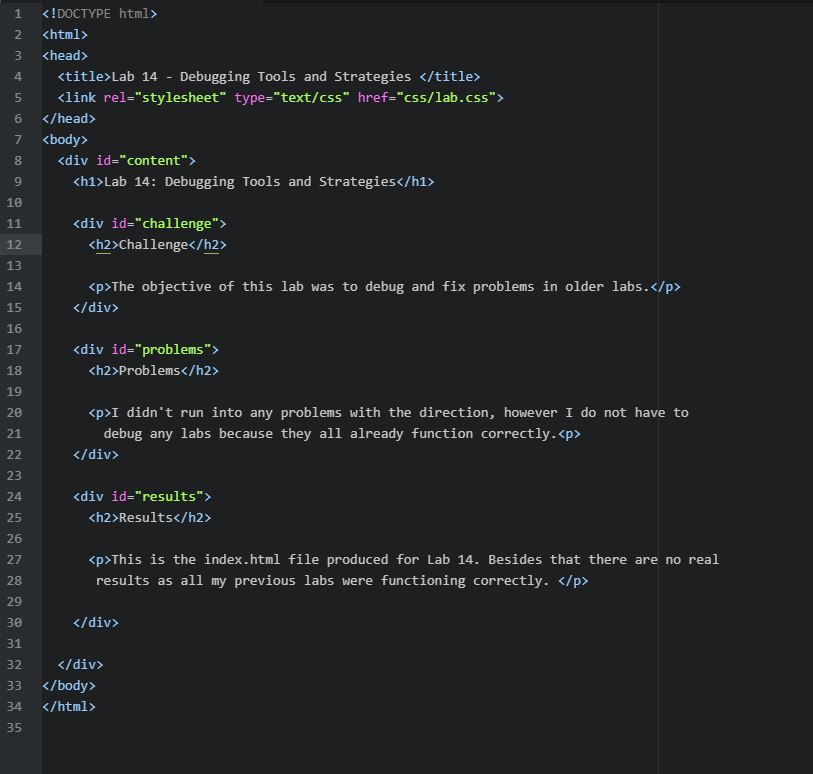 1 <!DOCTYPE html>
2 <html>
3 <head>
4 <title>Lab 14 - Debugging Tools and Strategies </title>
5 <link rel="stylesheet" type="text/css" href="css/lab.css">
6 </head>
7 <body>
8 <div id="content">
9 <h1>Lab 14: Debugging Tools and Strategies</h1>
10
11 <div id="challenge">
12 <h2>Challenge</h2>
13
14 <p>The objective of this lab was to debug and fix problems in older labs.</p>
15 </div>
16
17 <div id="problems">
18 <h2>Problems</h2>
19
20 <p>I didn't run into any problems with the direction, however I do not have to
21 debug any labs because they all already function correctly.<p>
22 </div>
23
24 <div id="results">
25 <h2>Results</h2>
26
27 <p>This is the index.html file produced for Lab 14. Besides that there are no real
28 results as all my previous labs were functioning correctly. </p>
29
30 </div>
31
32 </div>
33 </body>
34 </html>
35